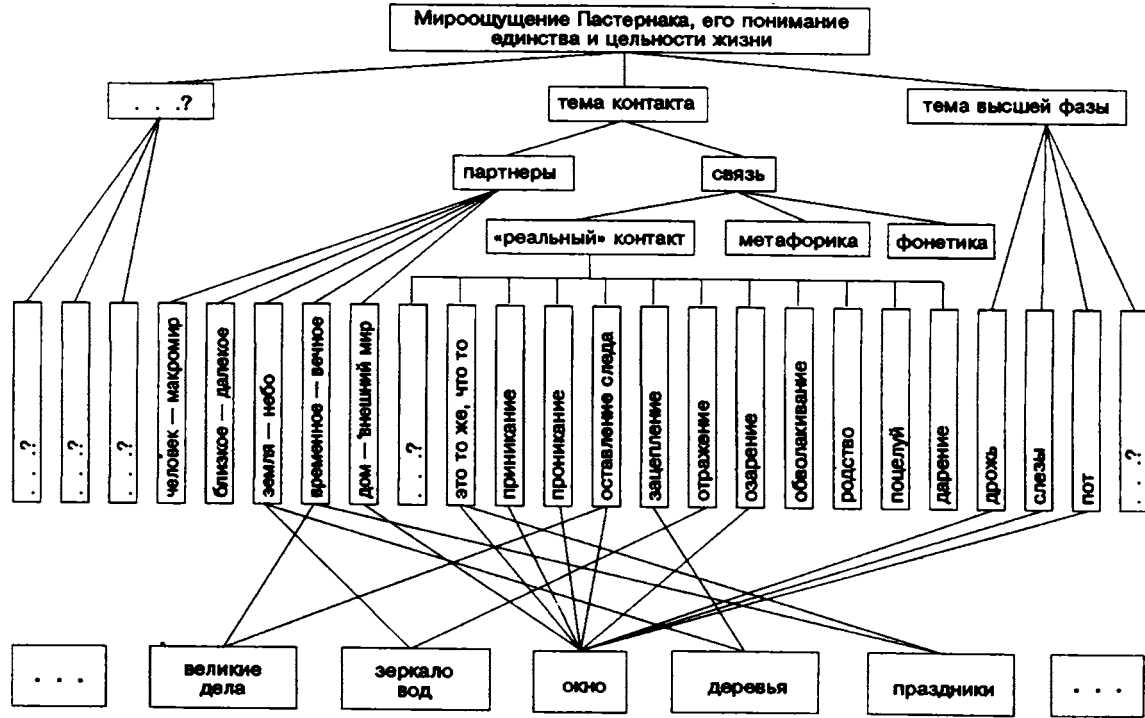 Мироощущение Пастернака, его понимание
единства и цельности жизни
. . .?
тема контакта
тема высшей фазы
партнеры
связь
«реальный» контакт
метафорика
фонетика
. . .?
. . .?
. . .?
человек — макромир
близкое — далекое
земля — небо
временное — вечное
дом — внешний мир
. . .?
это то же, что то
приникание
проникание
оставление следа
зацепление
отражение
озарение
обволакивание
родство
поцелуй
дарение
дрожь
слезы
пот
. . .?
. . .
великие
дела
зеркало
вод
окно
деревья
праздники
. . .